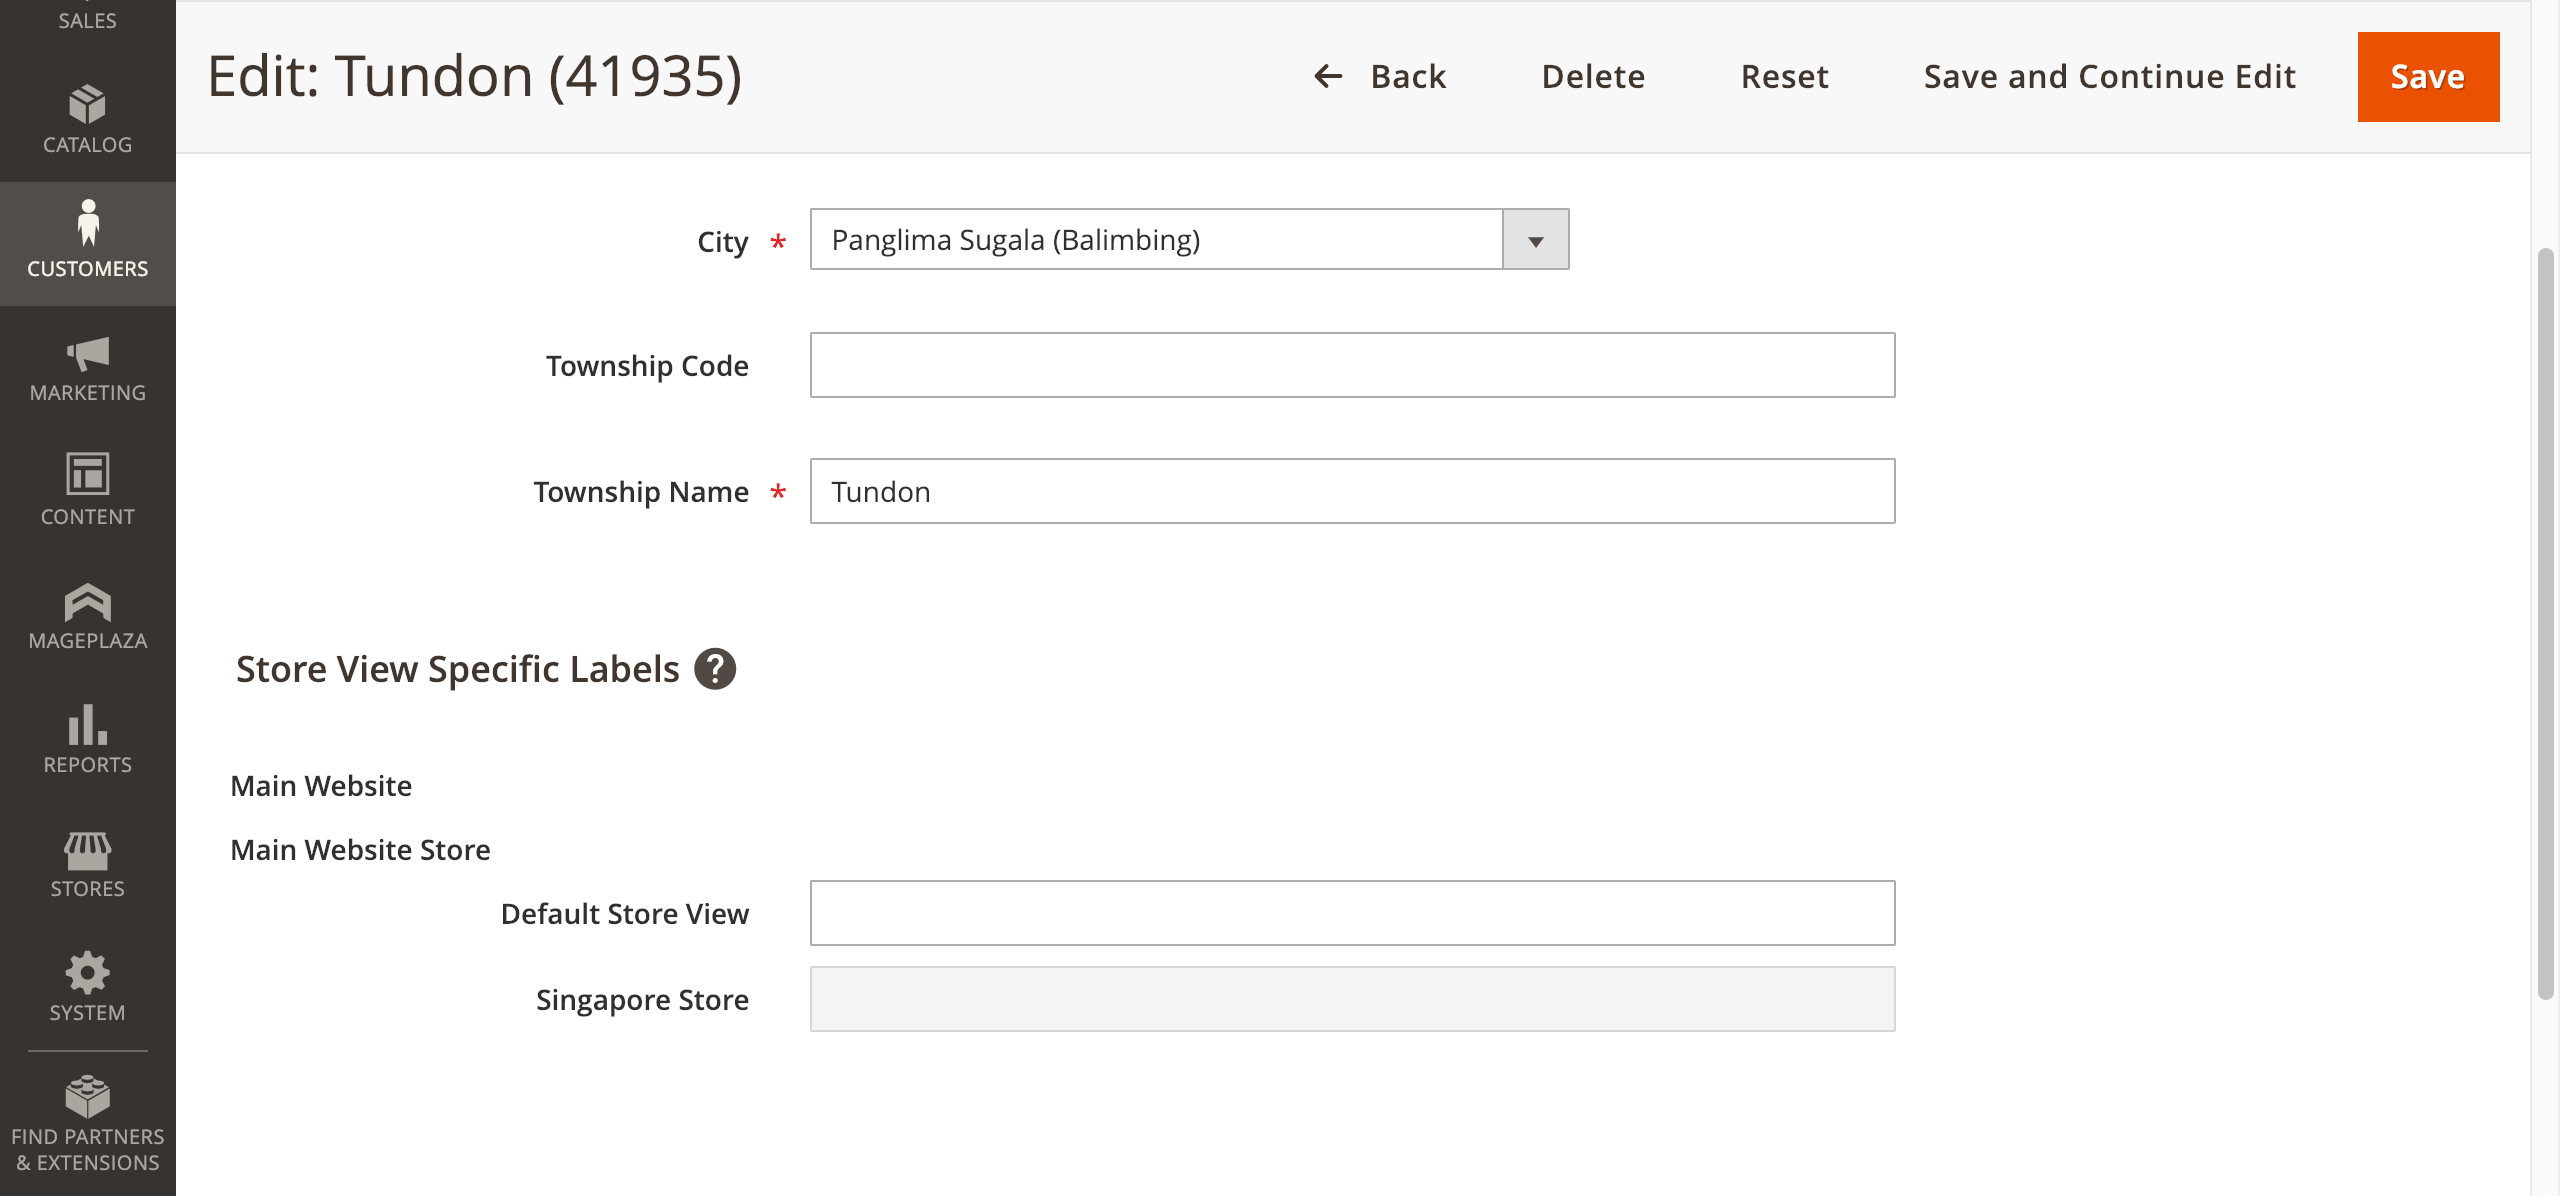 SALES
CATALOG
CUSTOMERS
MARKETING
CONTENT
MAGEPLAZA
REPORTS
STORES
SYSTEM
FIND PARTNERS
& EXTENSIONS
Edit: Tundon (41935)
Back
Delete
Reset
Save and Continue Edit
Save
City *
Panglima Sugala (Balimbing)
Township Code
Township Name *
Tundon
Store View Specific Labels ?
Main Website
Main Website Store
Default Store View
Singapore Store